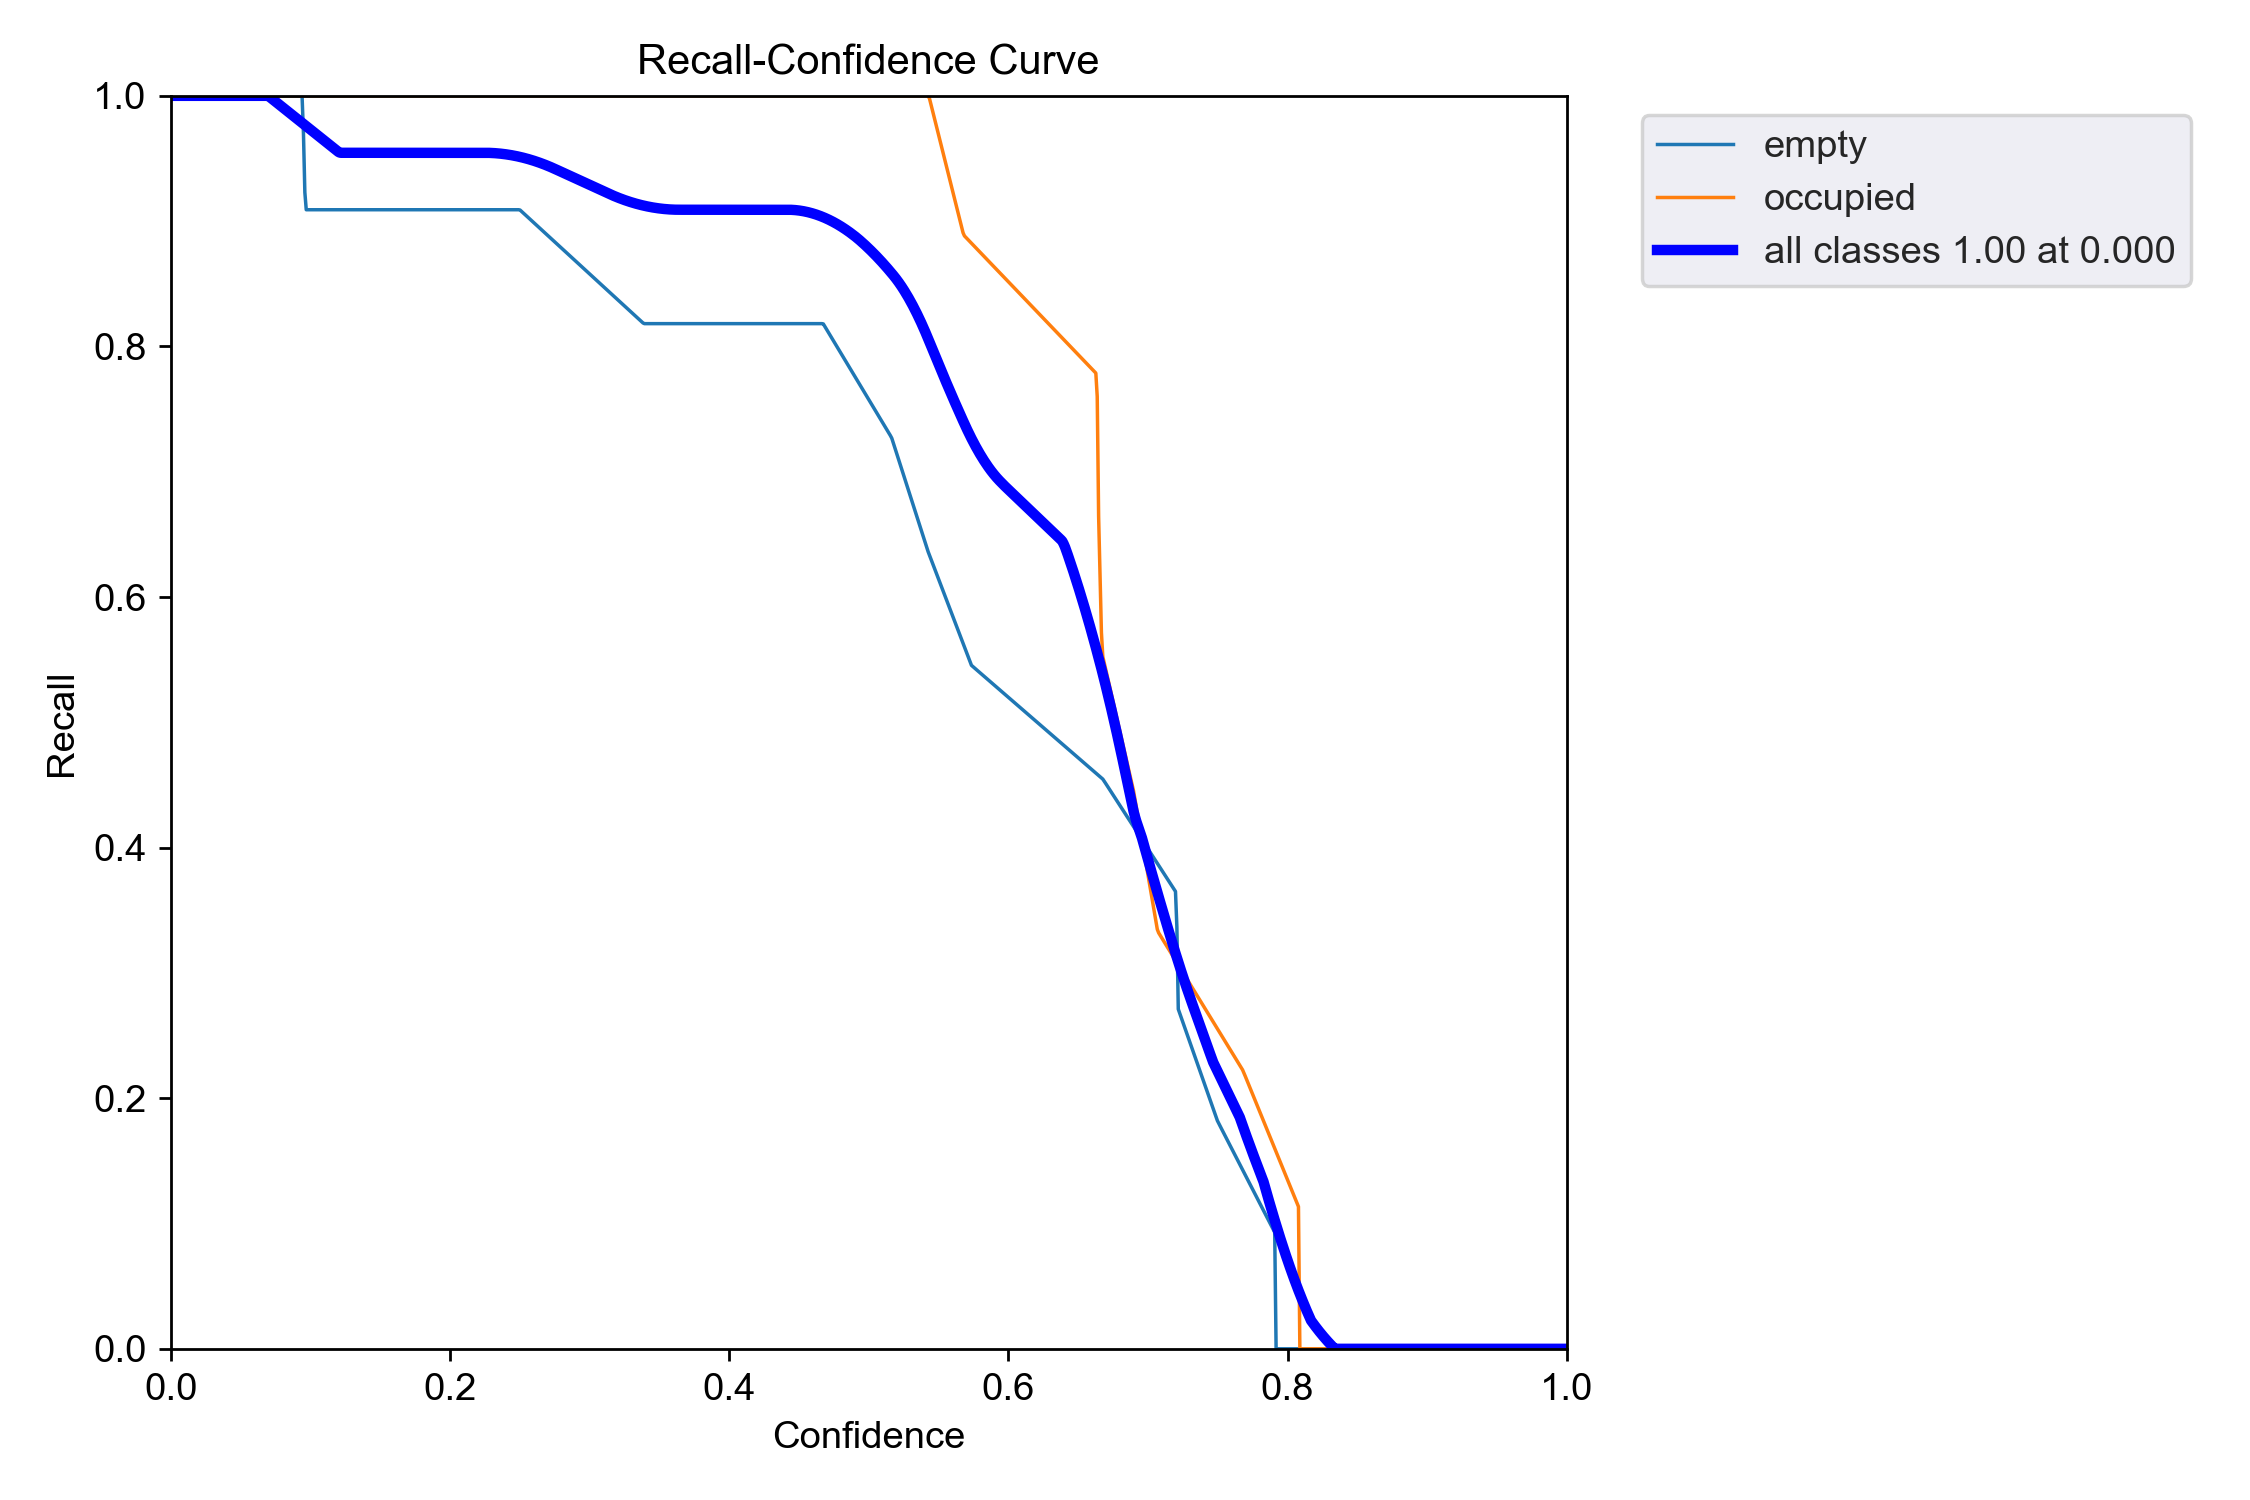 Recall-Confidence Curve
empty
occupied
all classes 1.00 at 0.000
1.0
0.8
0.6
0.4
0.2
0.0
Recall
0.0 0.2 0.4 0.6 0.8 1.0
Confidence